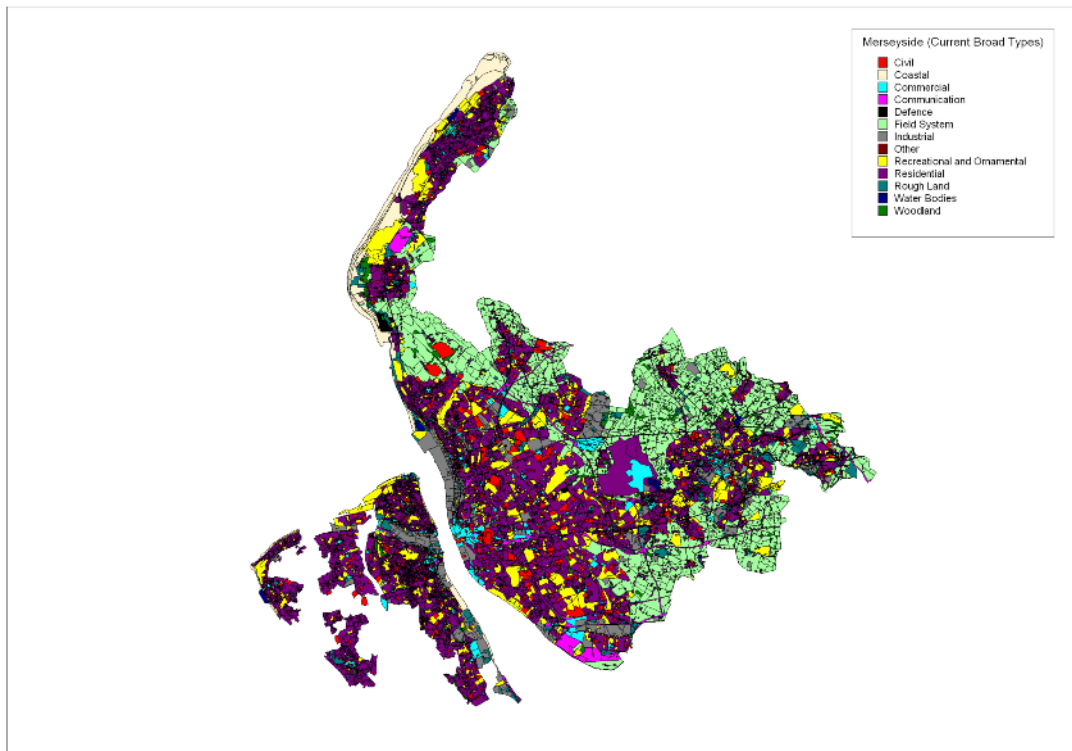 Merseyside (Current Broad Types)
Civil
Coastal
Commercial
Communication
Defence
Field System
Industrial
Other
Recreational and Ornamental
Residential
Rough Land
Water Bodies
Woodland